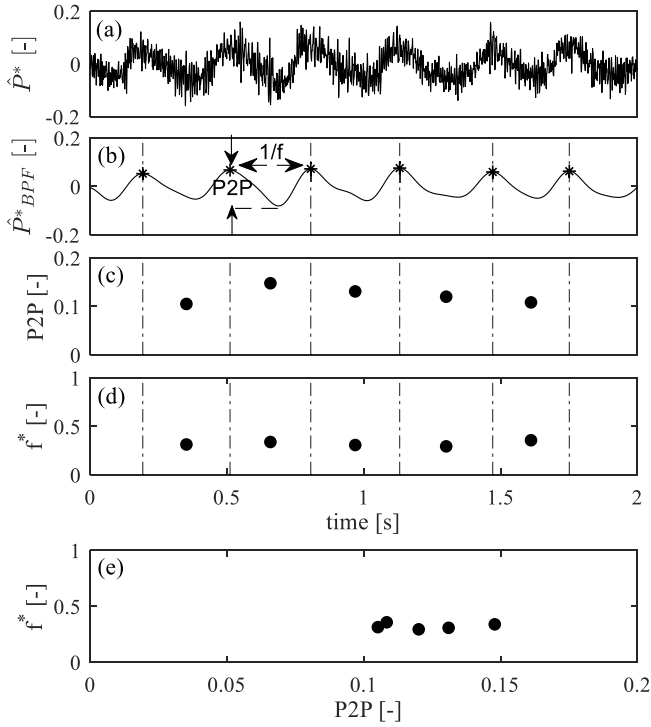 (a)
P̂* [-]
0.2
0
-0.2
(b)
P̂*BPF [-]
0.2
0
-0.2
1/f
P2P
(c)
P2P [-]
0.2
0.1
0
(d)
f* [-]
1
0.5
0
0 0.5 1 1.5 2
time [s]
(e)
f* [-]
1
0.5
0
0 0.05 0.1 0.15 0.2
P2P [-]